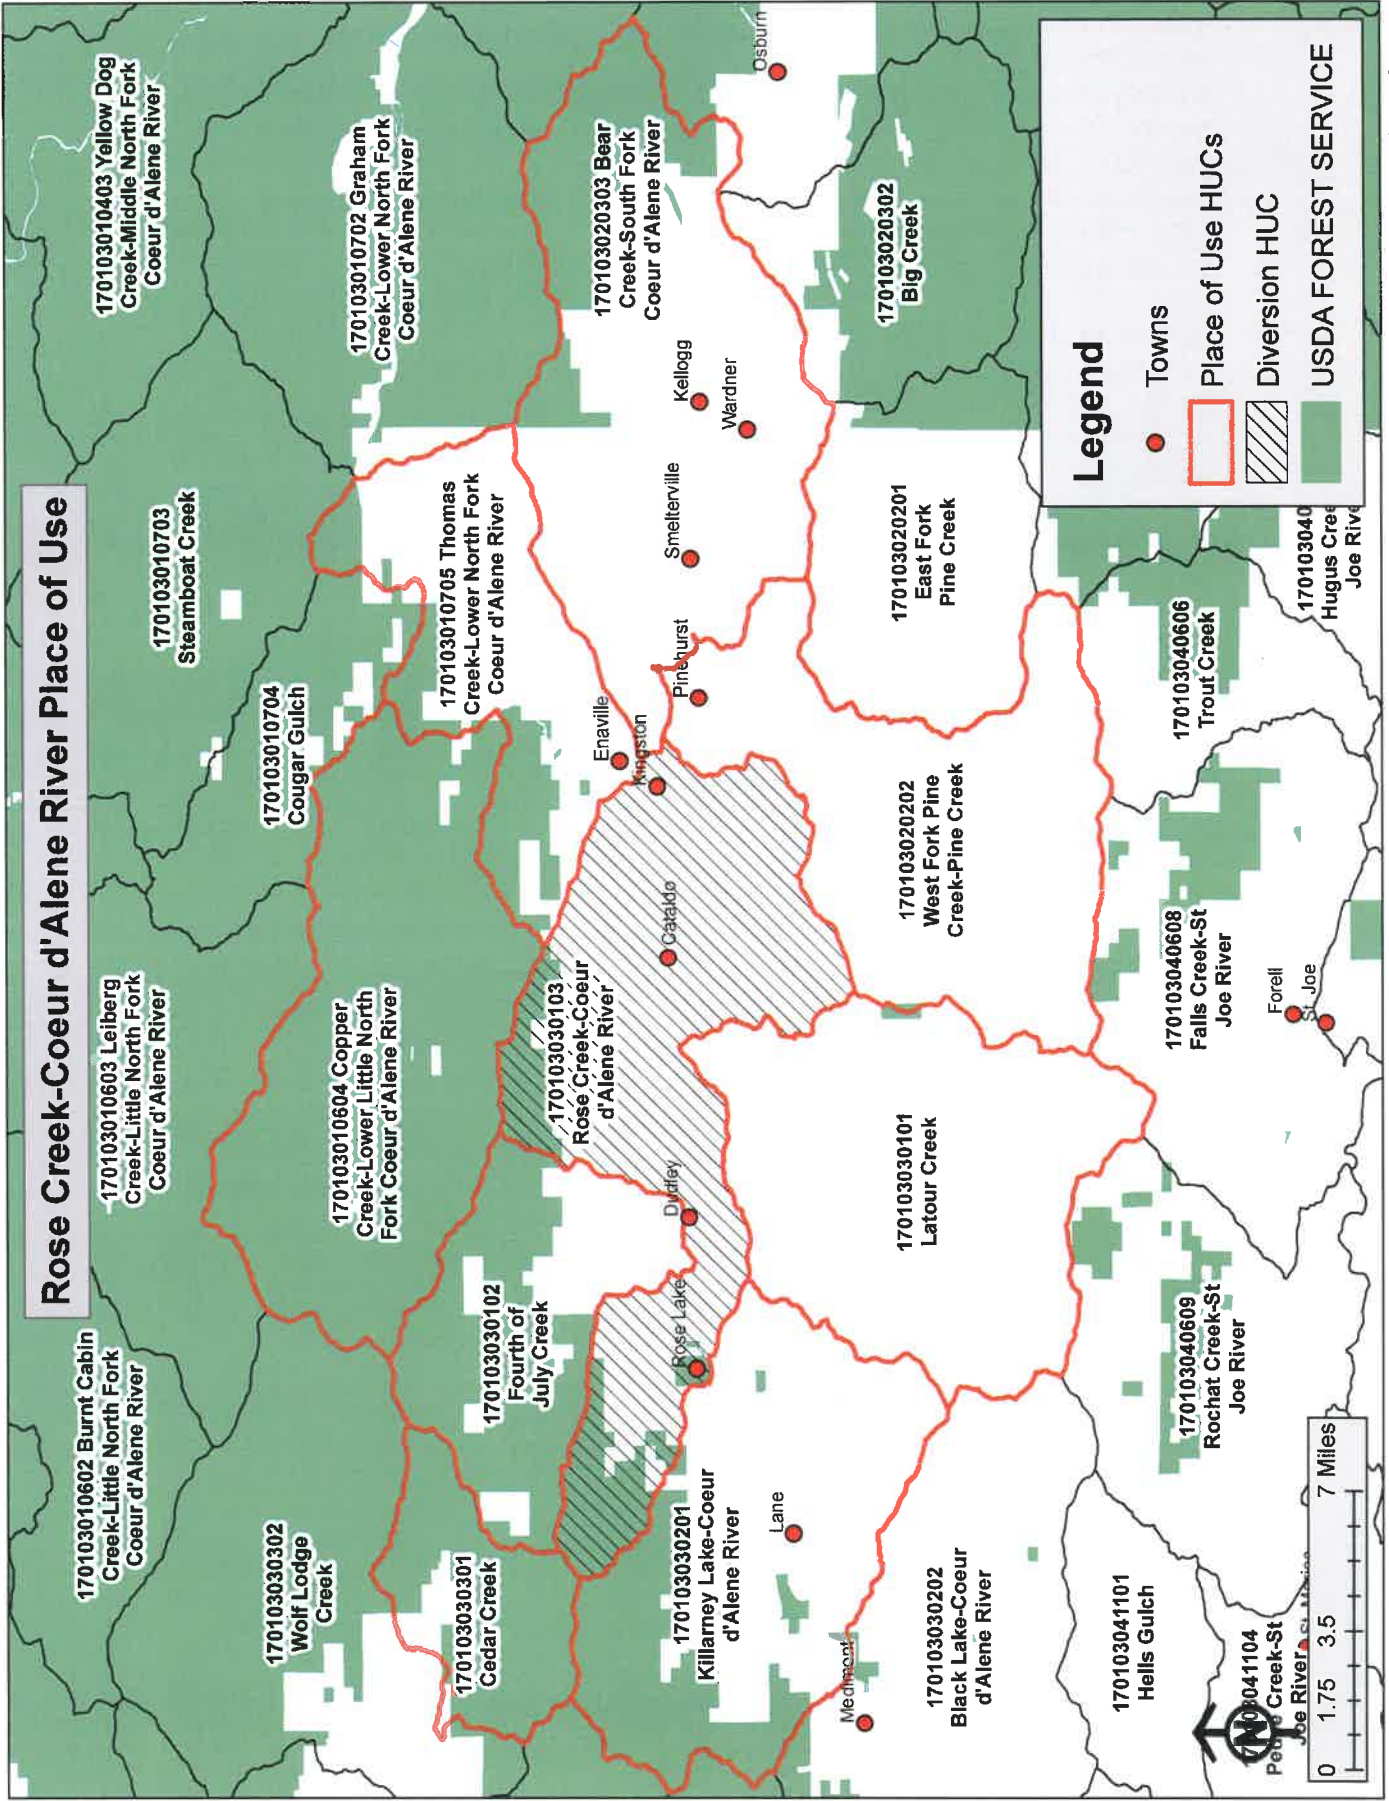 Rose Creek-Coeur d'Alene River Place of Use
170103010602 Burnt Cabin
Creek-Little North Fork
Coeur d'Alene River
170103010603 Leiberg
Creek-Little North Fork
Coeur d'Alene River
170103010703
Steamboat Creek
170103010403 Yellow Dog
Creek-Middle North Fork
Coeur d'Alene River
170103030302
Wolf Lodge
Creek
170103010604 Copper
Creek-Lower Little North
Fork Coeur d'Alene River
170103010704
Cougar Gulch
170103010702 Graham
Creek-Lower North Fork
Coeur d'Alene River
170103030301
Cedar Creek
170103030102
Fourth of
July Creek
170103030103
Rose Creek-Coeur
d'Alene River
170103010705 Thomas
Creek-Lower North Fork
Coeur d'Alene River
170103020303 Bear
Creek-South Fork
Coeur d'Alene River
Enaville
Kingston
Pinehurst
Smelterville
Kellogg
Wardner
Osburn
Cataldo
Dudley
Rose Lake
170103030201
Killarney Lake-Coeur
d'Alene River
Lane
Medimont
170103030202
Black Lake-Coeur
d'Alene River
170103030101
Latour Creek
170103020202
West Fork Pine
Creek-Pine Creek
170103020201
East Fork
Pine Creek
170103020302
Big Creek
170103041101
Hells Gulch
170103040609
Rochat Creek-St
Joe River
170103040608
Falls Creek-St
Joe River
170103040606
Trout Creek
Forell
St. Joe
17010304
Hugus Cree
Joe Rive
Creek-St
Joe River
N
0 1.75 3.5 7 Miles
Legend
Towns
Place of Use HUCs
Diversion HUC
USDA FOREST SERVICE